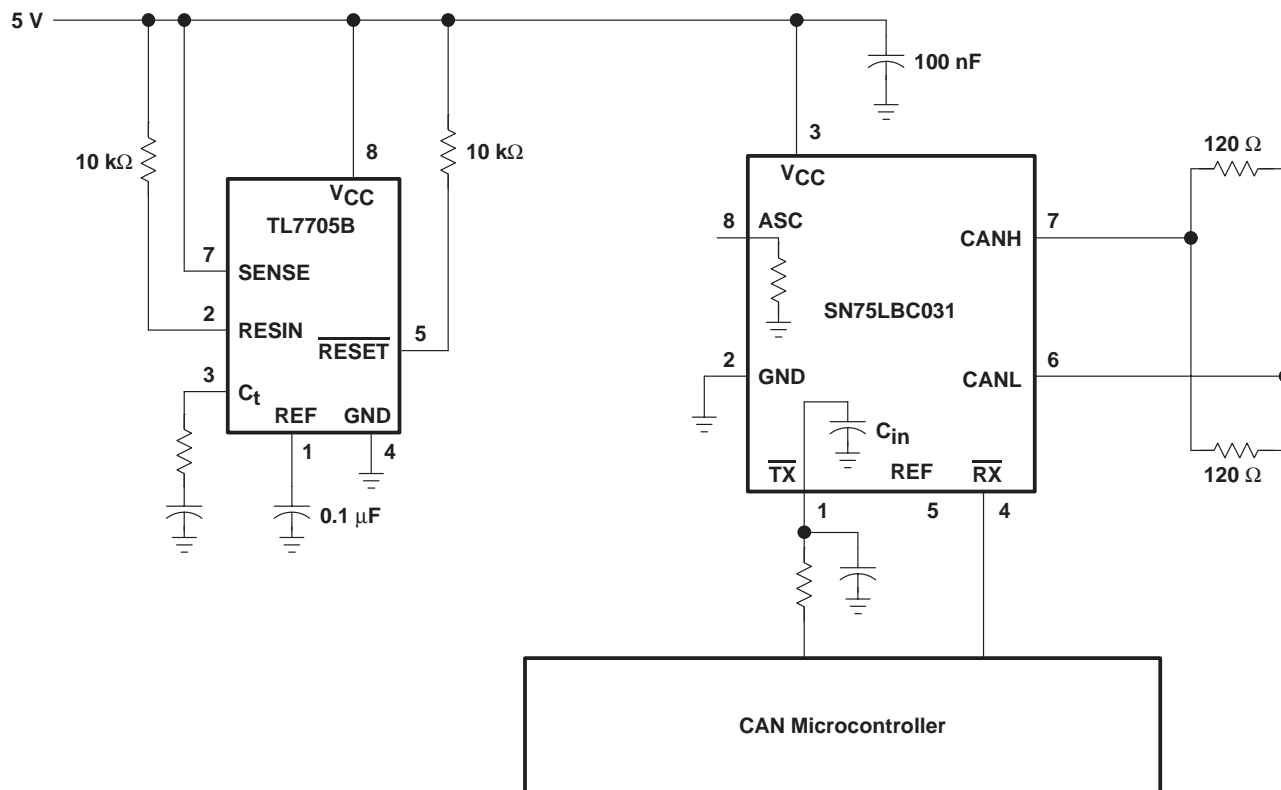 5 V
100 nF
3
120 Ω
10 kΩ
8
10 kΩ
VCC
VCC
TL7705B
8
ASC
7
CANH
7
SENSE
SN75LBC031
2
RESIN
5
RESET
2
GND
6
CANL
3
Ct
REF
GND
Cin
1
4
TX
REF
RX
120 Ω
0.1 μF
1
5
4
CAN Microcontroller